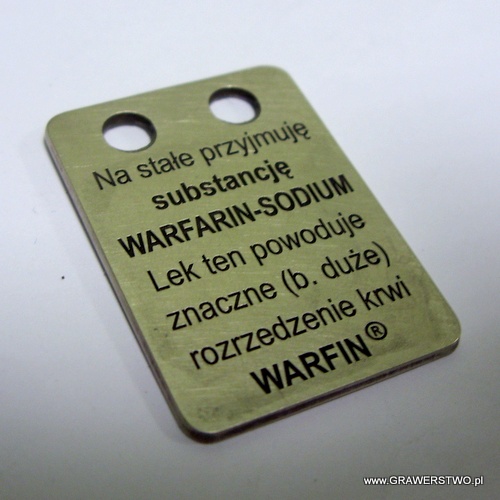 Na stałe przyjmuję
substancję
WARFARIN-SODIUM
Lek ten powoduje
znaczne (b. duże)
rozrzedzenie krwi
WARFIN®
www.GRAWERSTWO.pl